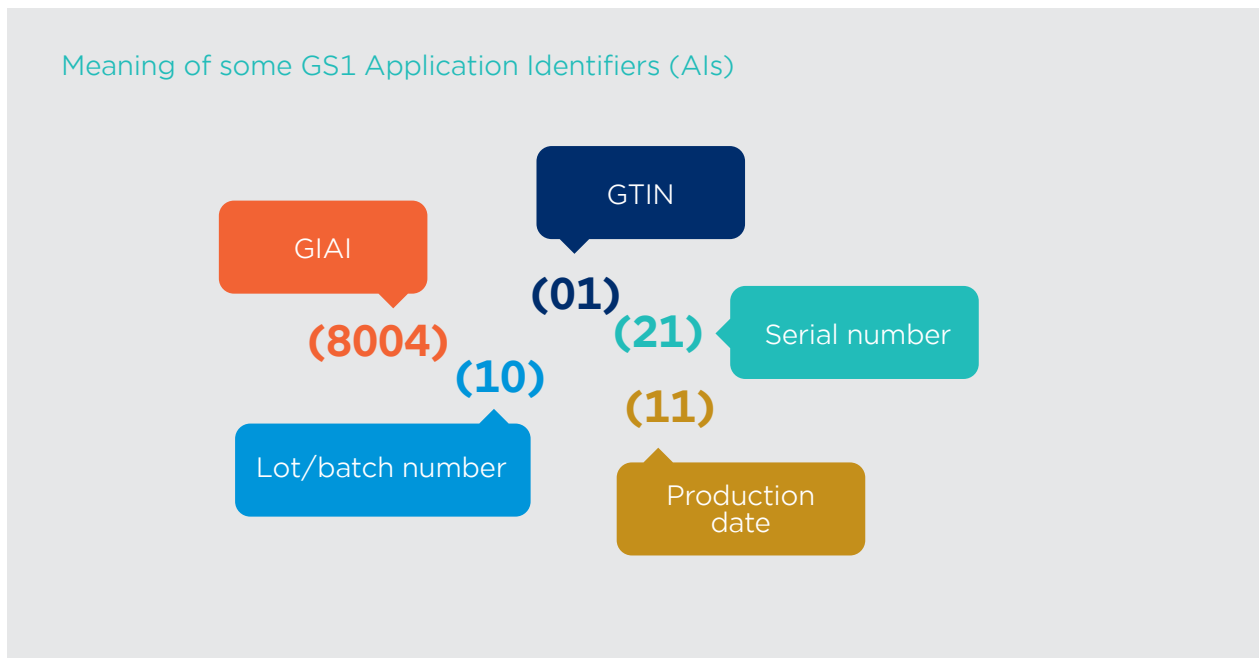 Meaning of some GS1 Application Identifiers (AIs)
GTIN
GIAI
(01)
(21)
Serial number
(8004)
(10)
(11)
Lot/batch number
Production
date